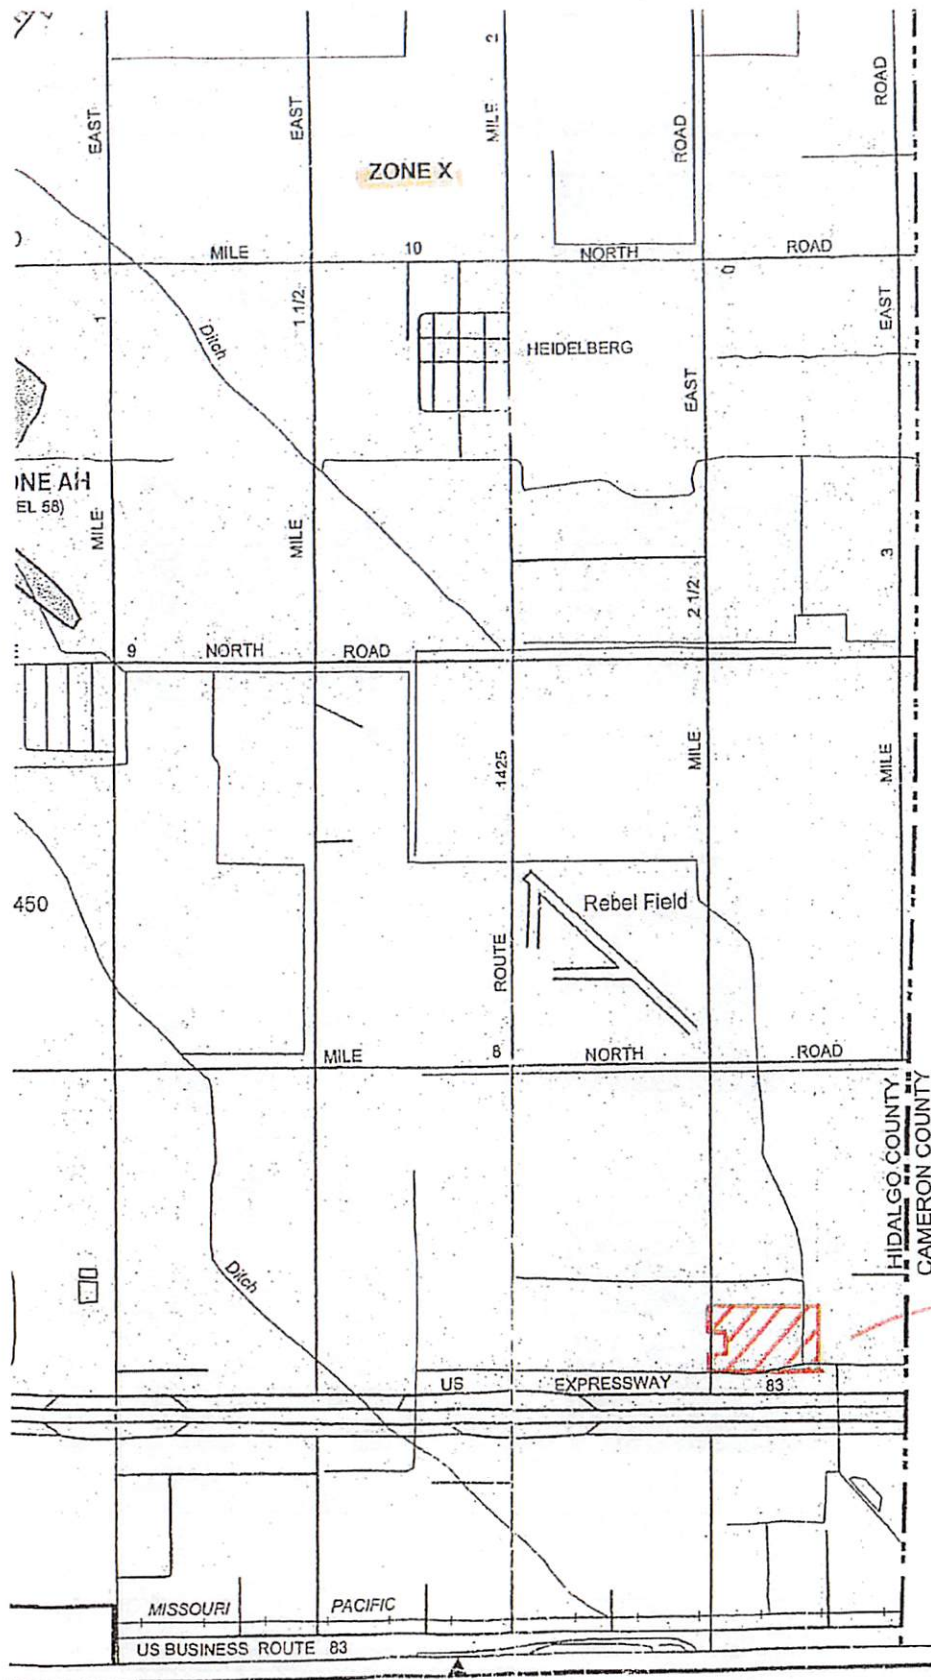 2
EAST
EAST
MILE
ROAD
ROAD
ZONE X
MILE
10
NORTH
ROAD
1
1 1/2
Ditch
HEIDELBERG
EAST
EAST
ZONE AH
EL 58)
MILE
MILE
2 1/2
3
9
NORTH
ROAD
1425
MILE
MILE
450
Rebel Field
ROUTE
MILE
8
NORTH
ROAD
HIDALGO COUNTY
CAMERON COUNTY
Ditch
US
EXPRESSWAY
83
MISSOURI
PACIFIC
US BUSINESS ROUTE 83